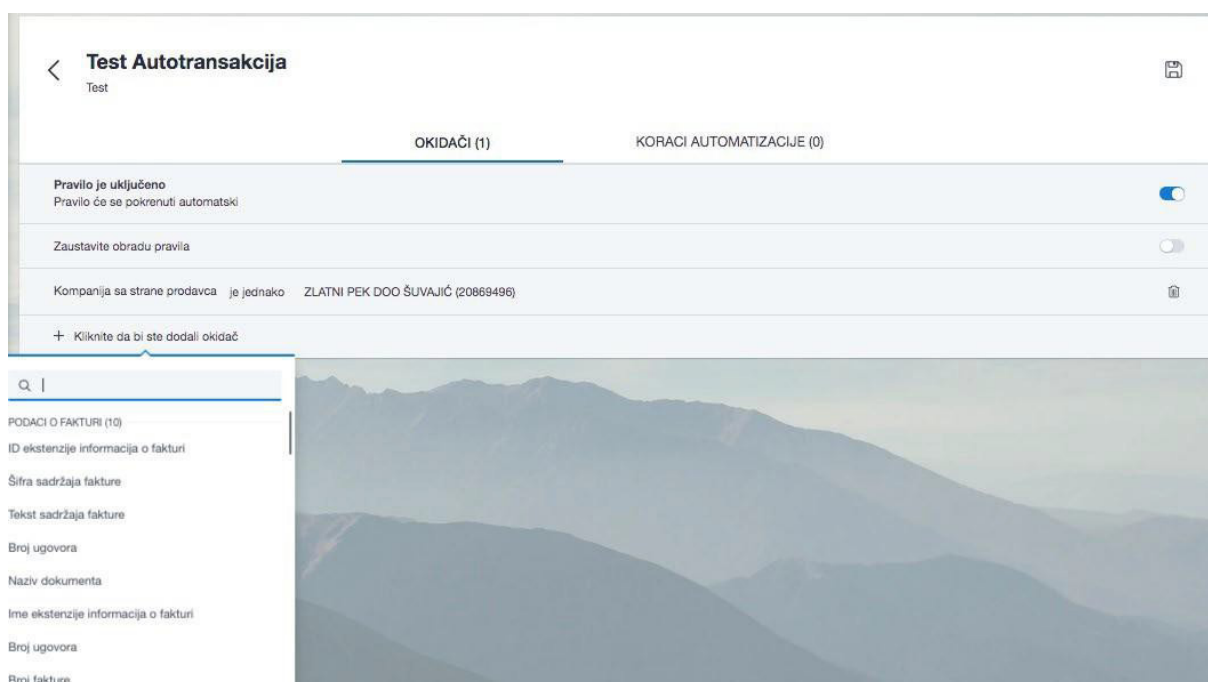 Test Autotransakcija
Test
OKIDAČI (1) KORACI AUTOMATIZACIJE (0)
Pravilo je uključeno
Pravilo će se pokrenuti automatski
Zaustavite obradu pravila
Kompanija sa strane prodavca je jednako ZLATNI PEK DOO ŠUVAJIĆ (20869496)
+ Kliknite da bi ste dodali okidač
PODACI O FAKTURI (10)
ID ekstenzije informacija o fakturi
Šifra sadržaja fakture
Tekst sadržaja fakture
Broj ugovora
Naziv dokumenta
Ime ekstenzije informacija o fakturi
Broj ugovora
Broj fakture